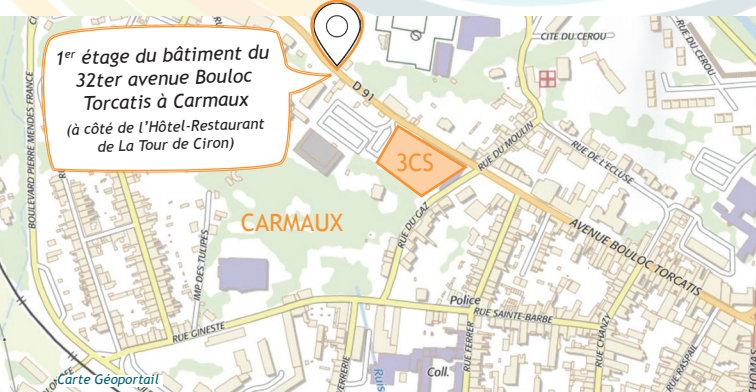 1er étage du bâtiment du
32ter avenue Bouloc
Torcatis à Carmaux
(à côté de l'Hôtel-Restaurant
de La Tour de Ciron)
CITÉ DU CEROU
RUE DU CEROU
D 91
BOULEVARD PIERRE MENDES FRANCE
3CS
RUE DU MOULIN
RUE DE L'ECLUSE
CARMAUX
RUE DU GAZ
AVENUE BOULOC TORCATIS
IMP DES TULIPES
Police
RUE SAINTE-BARBE
RUE GINESTE
RUE FERRER
RUE CHANZY
RUE RASPAIL
Coll.
Carte Géoportail